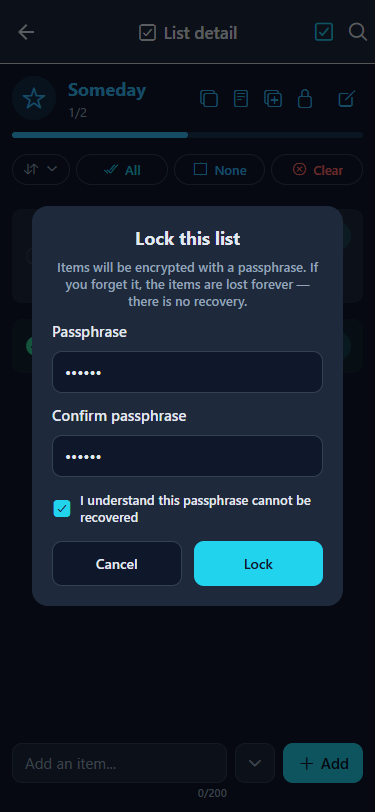 List detail
Someday
1/2
All
None
Clear
Lock this list
Items will be encrypted with a passphrase. If
you forget it, the items are lost forever —
there is no recovery.
Passphrase
••••••
Confirm passphrase
••••••
I understand this passphrase cannot be
recovered
Cancel
Lock
Add an item...
Add
0/200